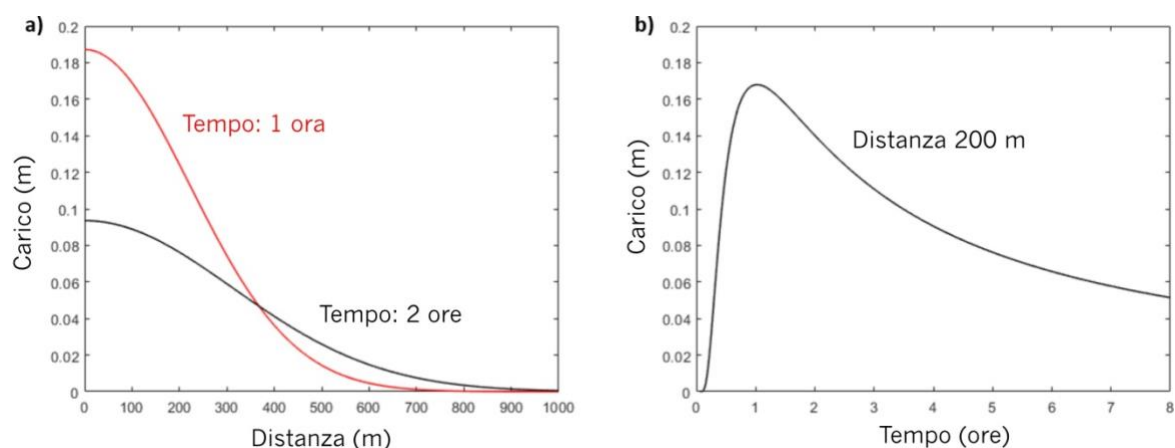 a)
0.2
0.18
0.16
0.14
0.12
0.1
0.08
0.06
0.04
0.02
0
Carico (m)
Tempo: 1 ora
Tempo: 2 ore
0 100 200 300 400 500 600 700 800 900 1000
Distanza (m)
b)
0.2
0.18
0.16
0.14
0.12
0.1
0.08
0.06
0.04
0.02
0
Carico (m)
Distanza 200 m
0 1 2 3 4 5 6 7 8
Tempo (ore)